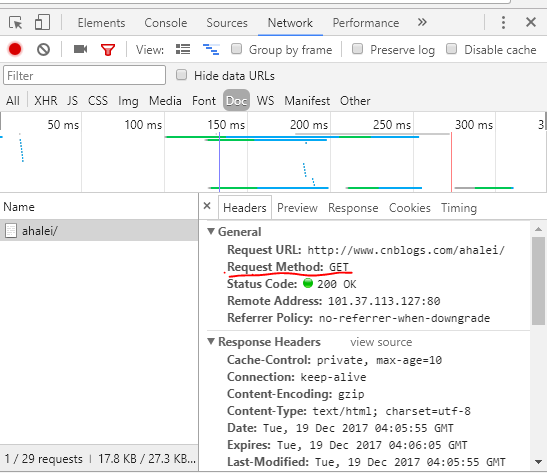 Elements Console Sources Network Performance »
View: Group by frame Preserve log Disable cache
Filter Hide data URLs
All XHR JS CSS Img Media Font Doc WS Manifest Other
50 ms 100 ms 150 ms 200 ms 250 ms 300 ms 3
Name
ahalei/
× Headers Preview Response Cookies Timing
▼ General
Request URL: http://www.cnblogs.com/ahalei/
Request Method: GET
Status Code: 200 OK
Remote Address: 101.37.113.127:80
Referrer Policy: no-referrer-when-downgrade
▼ Response Headers view source
Cache-Control: private, max-age=10
Connection: keep-alive
Content-Encoding: gzip
Content-Type: text/html; charset=utf-8
Date: Tue, 19 Dec 2017 04:05:55 GMT
Expires: Tue, 19 Dec 2017 04:06:05 GMT
Last-Modified: Tue, 19 Dec 2017 04:05:55 GMT
1 / 29 requests | 17.8 KB / 27.3 KB...